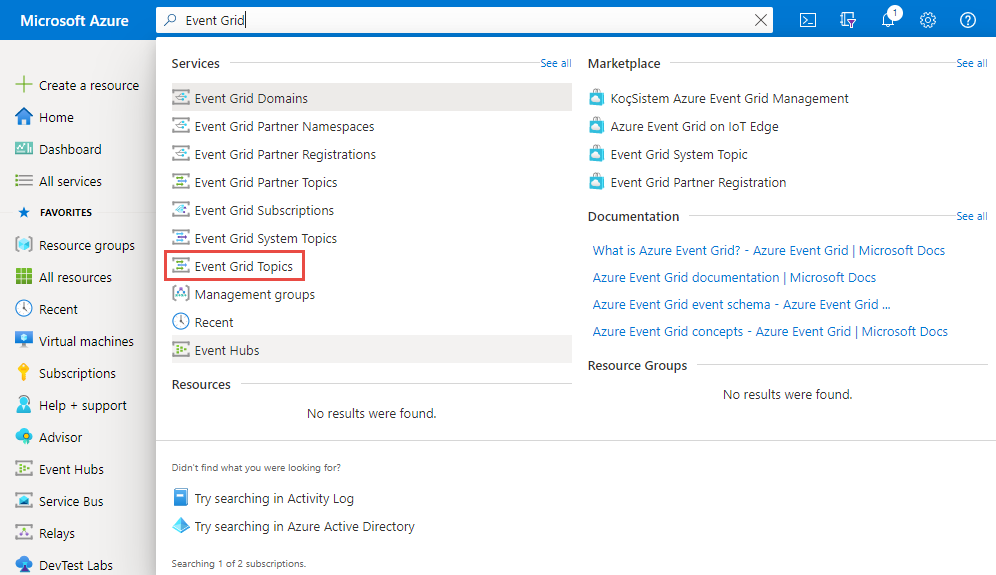 Microsoft Azure
Event Grid
1
Create a resource
Home
Dashboard
All services
FAVORITES
Resource groups
All resources
Recent
Virtual machines
Subscriptions
Help + support
Advisor
Event Hubs
Service Bus
Relays
DevTest Labs
Services
See all
Event Grid Domains
Event Grid Partner Namespaces
Event Grid Partner Registrations
Event Grid Partner Topics
Event Grid Subscriptions
Event Grid System Topics
Event Grid Topics
Management groups
Recent
Event Hubs
Resources
No results were found.
Marketplace
See all
KoçSistem Azure Event Grid Management
Azure Event Grid on IoT Edge
Event Grid System Topic
Event Grid Partner Registration
Documentation
See all
What is Azure Event Grid? - Azure Event Grid | Microsoft Docs
Azure Event Grid documentation | Microsoft Docs
Azure Event Grid event schema - Azure Event Grid ...
Azure Event Grid concepts - Azure Event Grid | Microsoft Docs
Resource Groups
No results were found.
Didn't find what you were looking for?
Try searching in Activity Log
Try searching in Azure Active Directory
Searching 1 of 2 subscriptions.